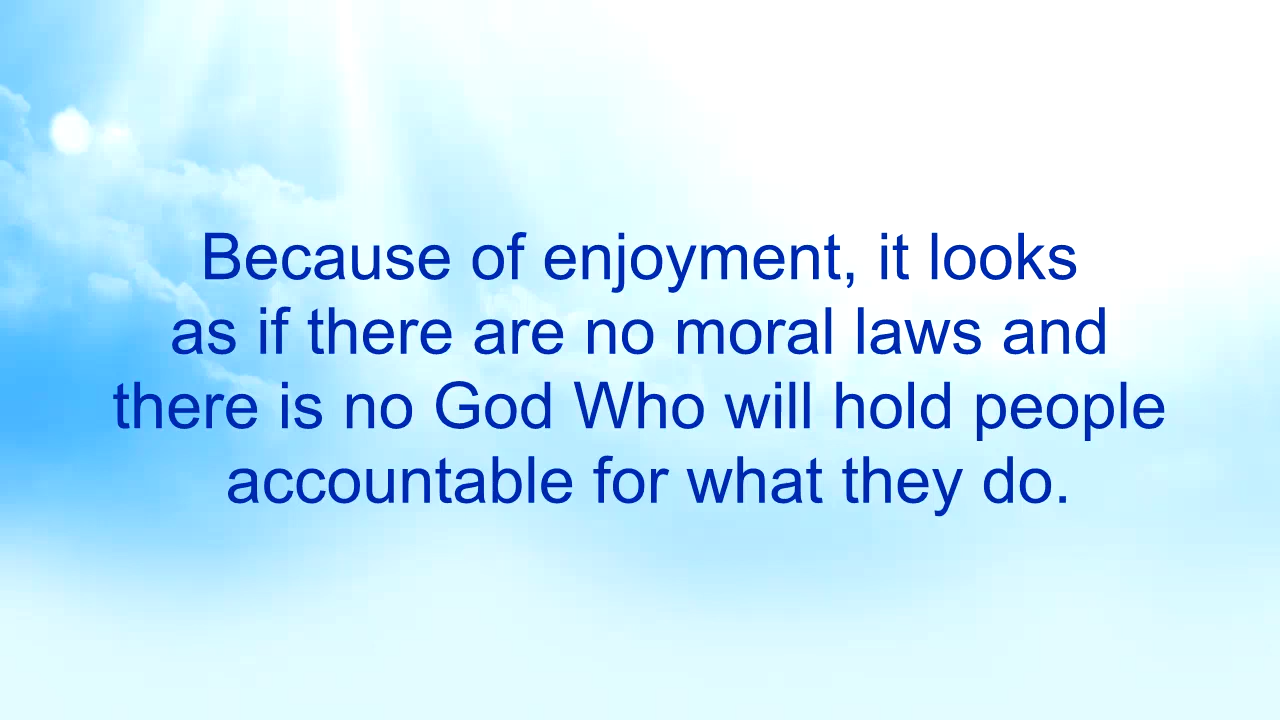 Because of enjoyment, it looks
as if there are no moral laws and
there is no God Who will hold people
accountable for what they do.